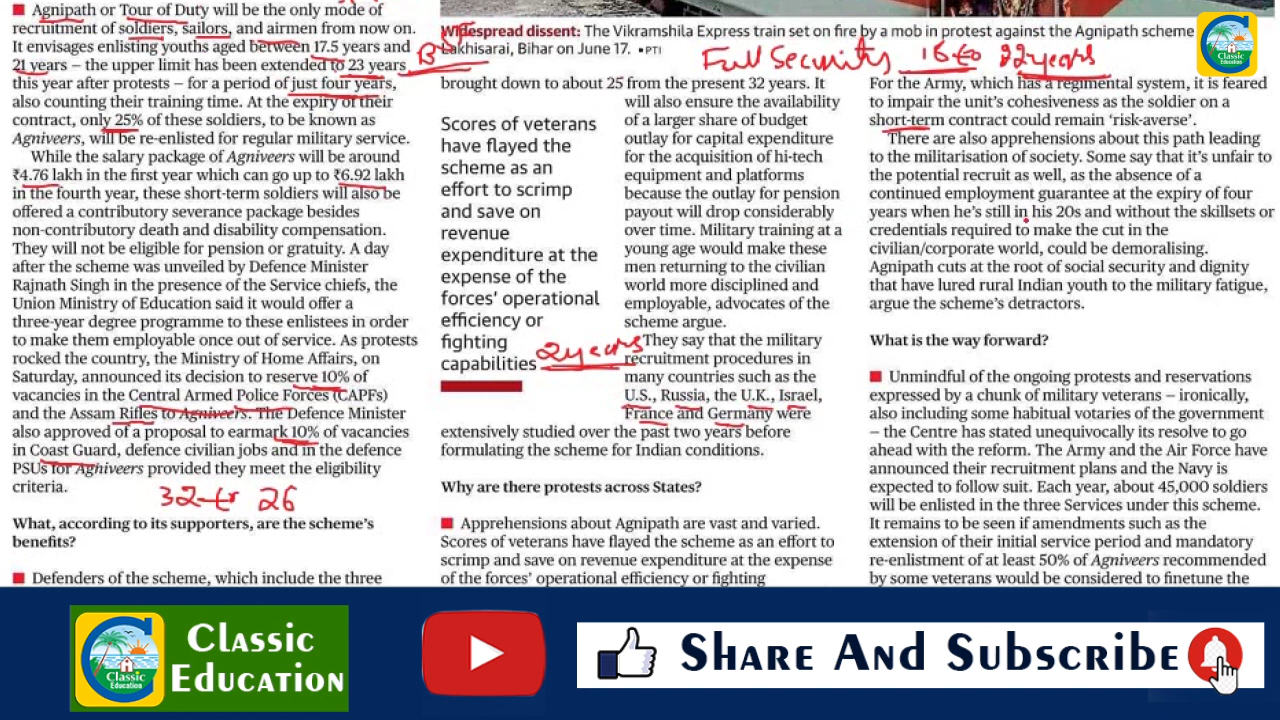 Agnipath or Tour of Duty will be the only mode of
recruitment of soldiers, sailors, and airmen from now on.
It envisages enlisting youths aged between 17.5 years and
21 years – the upper limit has been extended to 23 years
this year after protests – for a period of just four years,
also counting their training time. At the expiry of their
contract, only 25% of these soldiers, to be known as
Agniveers, will be re-enlisted for regular military service.
While the salary package of Agniveers will be around
₹4.76 lakh in the first year which can go up to ₹6.92 lakh
in the fourth year, these short-term soldiers will also be
offered a contributory severance package besides
non-contributory death and disability compensation.
They will not be eligible for pension or gratuity. A day
after the scheme was unveiled by Defence Minister
Rajnath Singh in the presence of the Service chiefs, the
Union Ministry of Education said it would offer a
three-year degree programme to these enlistees in order
to make them employable once out of service. As protests
rocked the country, the Ministry of Home Affairs, on
Saturday, announced its decision to reserve 10% of
vacancies in the Central Armed Police Forces (CAPFs)
and the Assam Rifles to Agniveers. The Defence Minister
also approved of a proposal to earmark 10% of vacancies
in Coast Guard, defence civilian jobs and in the defence
PSUs for Aghiveers provided they meet the eligibility
criteria.
32 to 26
What, according to its supporters, are the scheme's
benefits?
Defenders of the scheme, which include the three
Widespread dissent: The Vikramshila Express train set on fire by a mob in protest against the Agnipath scheme
Lakhisarai, Bihar on June 17. • PTI
Full Security 16 to 22 years
brought down to about 25 from the present 32 years. It
will also ensure the availability
of a larger share of budget
outlay for capital expenditure
for the acquisition of hi-tech
equipment and platforms
because the outlay for pension
payout will drop considerably
over time. Military training at a
young age would make these
men returning to the civilian
world more disciplined and
employable, advocates of the
scheme argue.
Scores of veterans
have flayed the
scheme as an
effort to scrimp
and save on
revenue
expenditure at the
expense of the
forces' operational
efficiency or
fighting
capabilities
2 years
They say that the military
recruitment procedures in
many countries such as the
U.S., Russia, the U.K., Israel,
France and Germany were
extensively studied over the past two years before
formulating the scheme for Indian conditions.
Why are there protests across States?
Apprehensions about Agnipath are vast and varied.
Scores of veterans have flayed the scheme as an effort to
scrimp and save on revenue expenditure at the expense
of the forces' operational efficiency or fighting
For the Army, which has a regimental system, it is feared
to impair the unit's cohesiveness as the soldier on a
short-term contract could remain 'risk-averse'.
There are also apprehensions about this path leading
to the militarisation of society. Some say that it's unfair to
the potential recruit as well, as the absence of a
continued employment guarantee at the expiry of four
years when he's still in his 20s and without the skillsets or
credentials required to make the cut in the
civilian/corporate world, could be demoralising.
Agnipath cuts at the root of social security and dignity
that have lured rural Indian youth to the military fatigue,
argue the scheme's detractors.
What is the way forward?
Unmindful of the ongoing protests and reservations
expressed by a chunk of military veterans – ironically,
also including some habitual votaries of the government
– the Centre has stated unequivocally its resolve to go
ahead with the reform. The Army and the Air Force have
announced their recruitment plans and the Navy is
expected to follow suit. Each year, about 45,000 soldiers
will be enlisted in the three Services under this scheme.
It remains to be seen if amendments such as the
extension of their initial service period and mandatory
re-enlistment of at least 50% of Agniveers recommended
by some veterans would be considered to finetune the
Classic
Education
Classic
Education
Classic
Education
Share And Subscribe